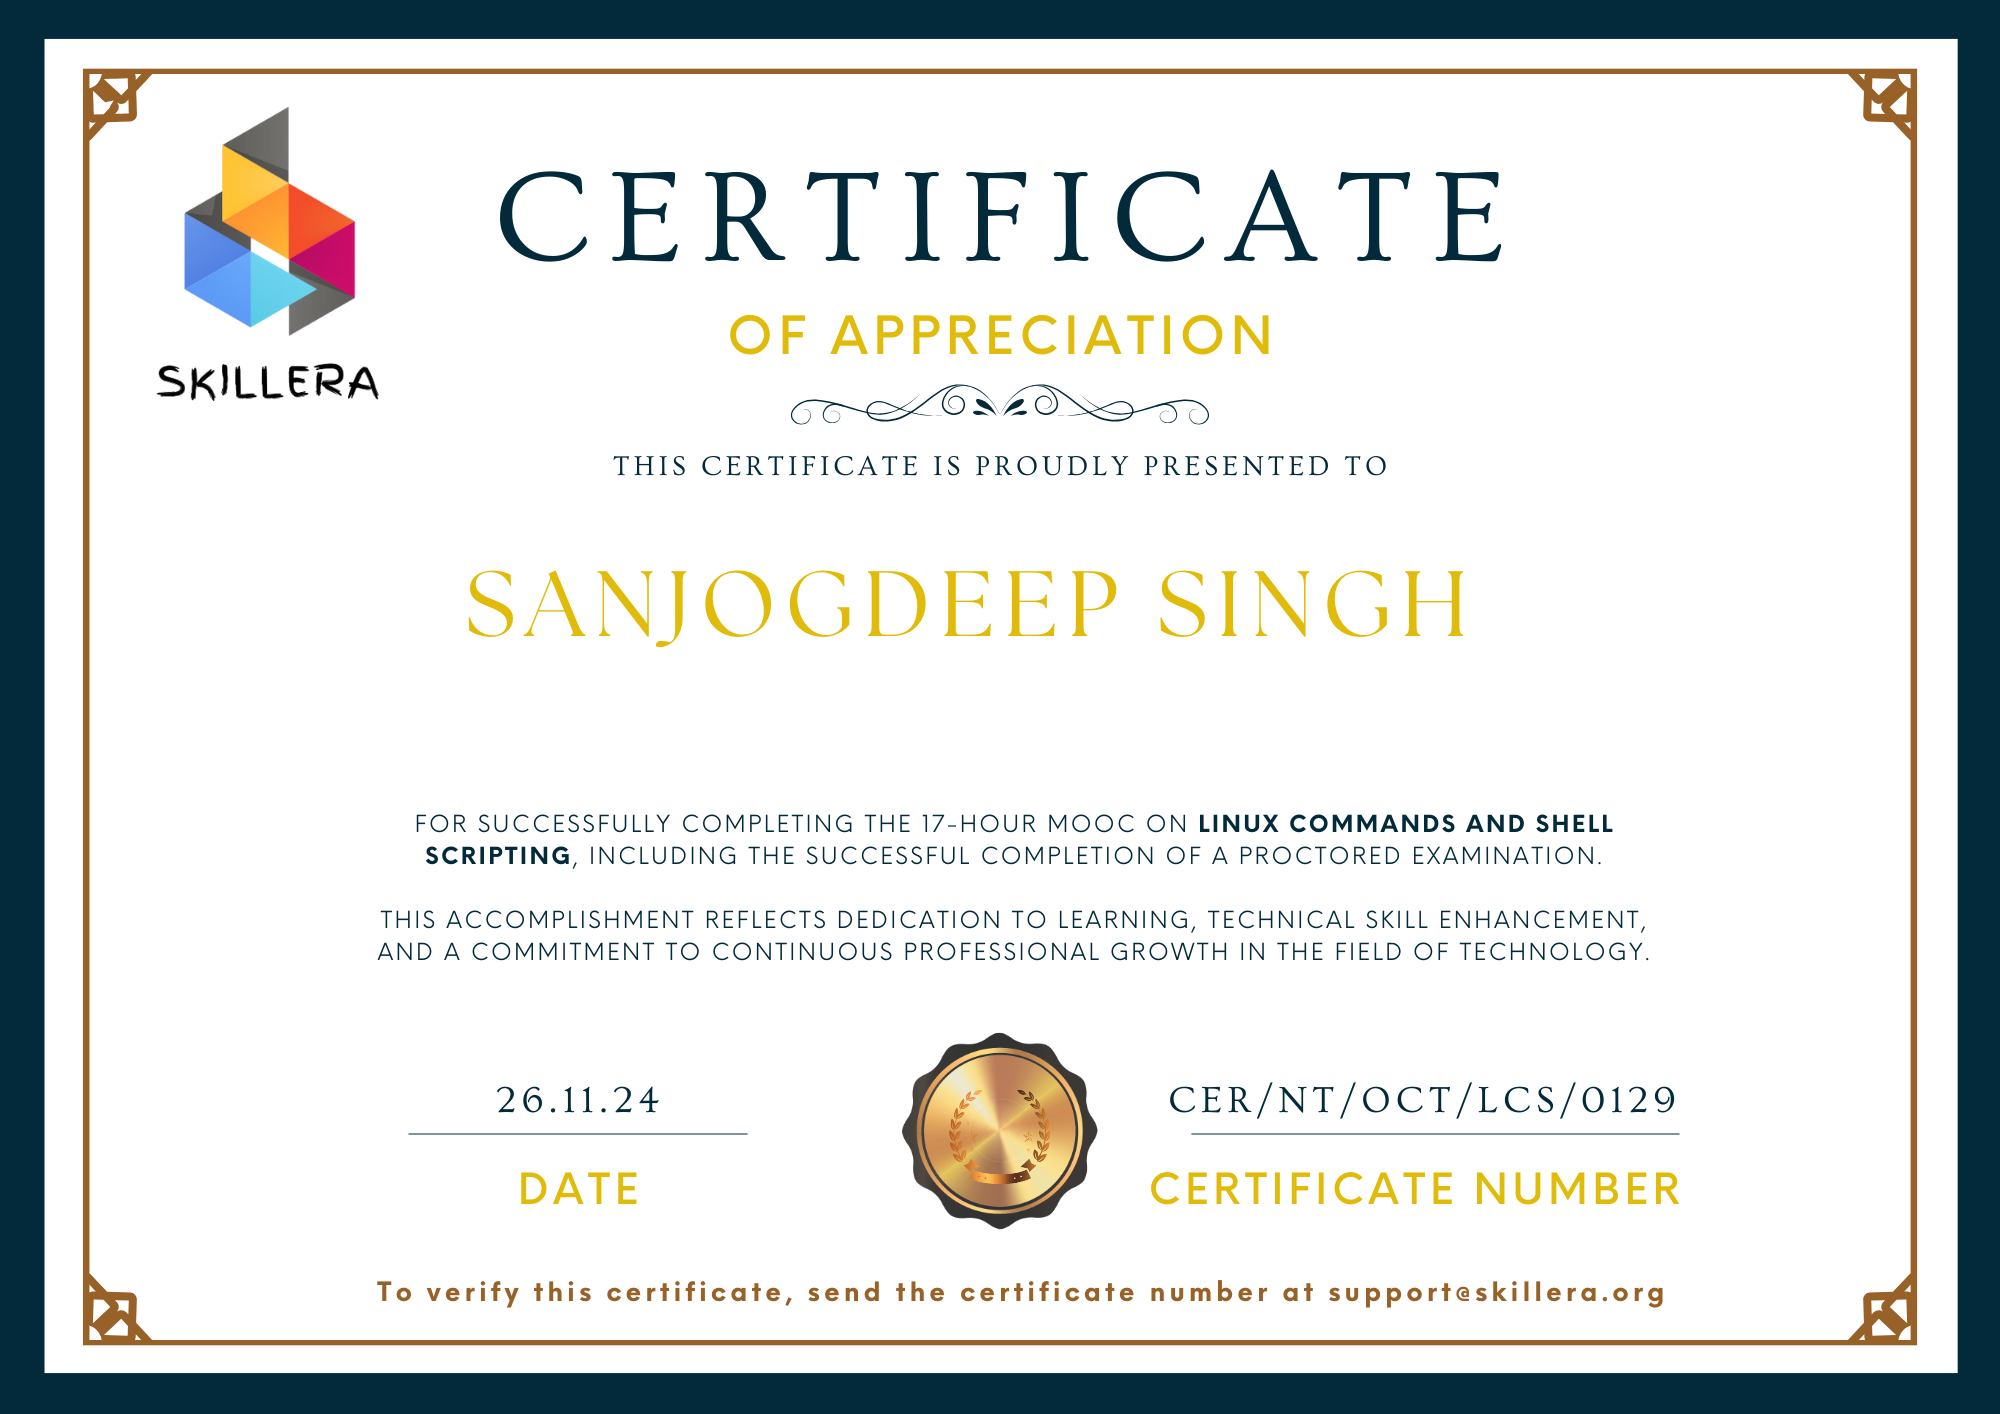 SKILLERA
CERTIFICATE
OF APPRECIATION
THIS CERTIFICATE IS PROUDLY PRESENTED TO
SANJOGDEEP SINGH
FOR SUCCESSFULLY COMPLETING THE 17-HOUR MOOC ON LINUX COMMANDS AND SHELL
SCRIPTING, INCLUDING THE SUCCESSFUL COMPLETION OF A PROCTORED EXAMINATION.
THIS ACCOMPLISHMENT REFLECTS DEDICATION TO LEARNING, TECHNICAL SKILL ENHANCEMENT,
AND A COMMITMENT TO CONTINUOUS PROFESSIONAL GROWTH IN THE FIELD OF TECHNOLOGY.
26.11.24
DATE
CER/NT/OCT/LCS/0129
CERTIFICATE NUMBER
To verify this certificate, send the certificate number at support@skillera.org